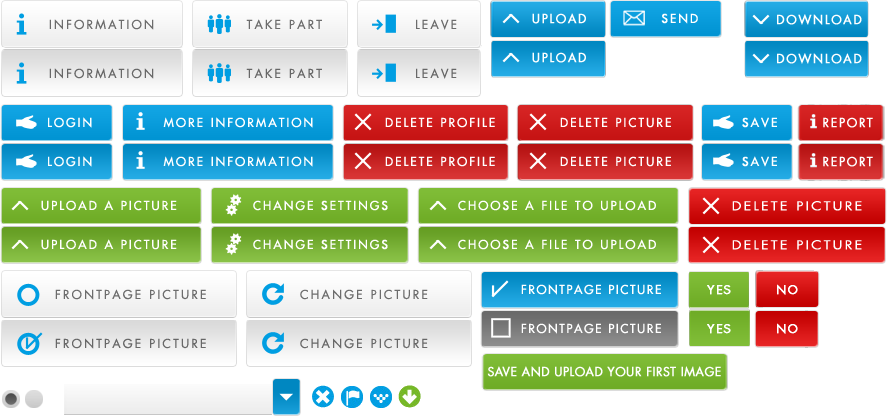 INFORMATION TAKE PART LEAVE UPLOAD SEND DOWNLOAD
INFORMATION TAKE PART LEAVE UPLOAD DOWNLOAD
LOGIN MORE INFORMATION DELETE PROFILE DELETE PICTURE SAVE REPORT
LOGIN MORE INFORMATION DELETE PROFILE DELETE PICTURE SAVE REPORT
UPLOAD A PICTURE CHANGE SETTINGS CHOOSE A FILE TO UPLOAD DELETE PICTURE
UPLOAD A PICTURE CHANGE SETTINGS CHOOSE A FILE TO UPLOAD DELETE PICTURE
FRONTPAGE PICTURE CHANGE PICTURE FRONTPAGE PICTURE YES NO
FRONTPAGE PICTURE CHANGE PICTURE FRONTPAGE PICTURE YES NO
SAVE AND UPLOAD YOUR FIRST IMAGE